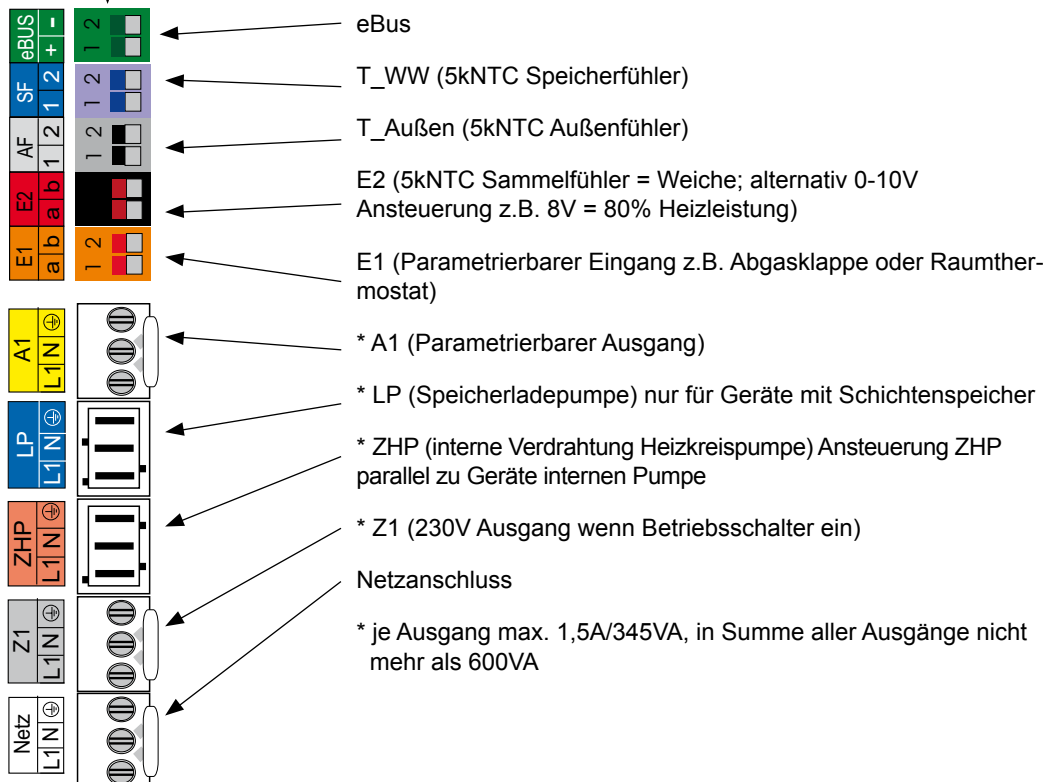 eBUS
+ -
1 2
eBus
SF
1 2
1 2
T_WW (5kNTC Speicherfühler)
AF
1 2
1 2
T_Außen (5kNTC Außenfühler)
E2
a b
E2 (5kNTC Sammelfühler = Weiche; alternativ 0-10V
Ansteuerung z.B. 8V = 80% Heizleistung)
E1
a b
1 2
E1 (Parametrierbarer Eingang z.B. Abgasklappe oder Raumther-
mostat)
A1
L1 N
* A1 (Parametrierbarer Ausgang)
LP
L1 N
* LP (Speicherladepumpe) nur für Geräte mit Schichtenspeicher
ZHP
L1 N
* ZHP (interne Verdrahtung Heizkreispumpe) Ansteuerung ZHP
parallel zu Geräte internen Pumpe
Z1
L1 N
* Z1 (230V Ausgang wenn Betriebsschalter ein)
Netz
L1 N
Netzanschluss
* je Ausgang max. 1,5A/345VA, in Summe aller Ausgänge nicht
mehr als 600VA